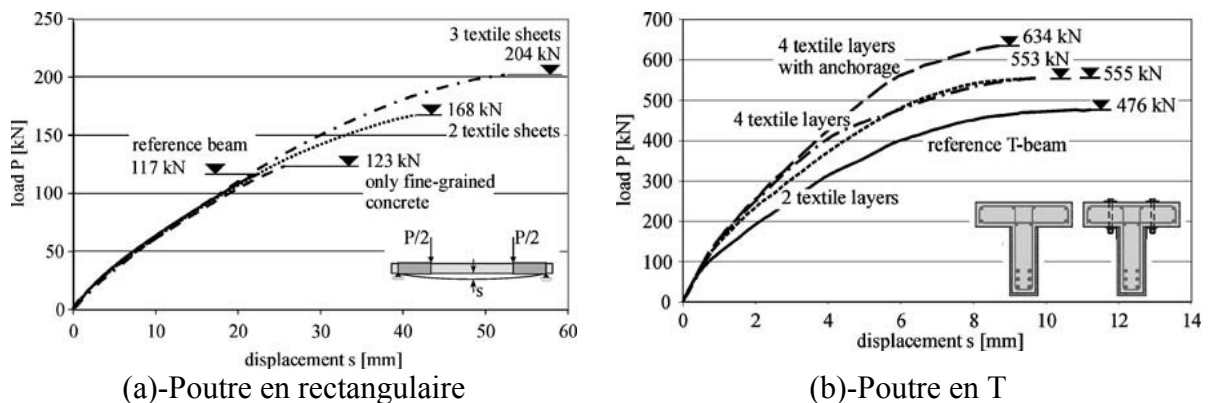 250
200
150
100
50
0
load P [kN]
3 textile sheets
204 kN
168 kN
2 textile sheets
reference beam
117 kN
123 kN
only fine-grained
concrete
P/2
P/2
s
0
10
20
30
40
50
60
displacement s [mm]
(a)-Poutre en rectangulaire
700
600
500
400
300
200
100
0
load P [kN]
4 textile layers
with anchorage
634 kN
553 kN
555 kN
476 kN
4 textile layers
reference T-beam
2 textile layers
0
2
4
6
8
10
12
14
displacement s [mm]
(b)-Poutre en T